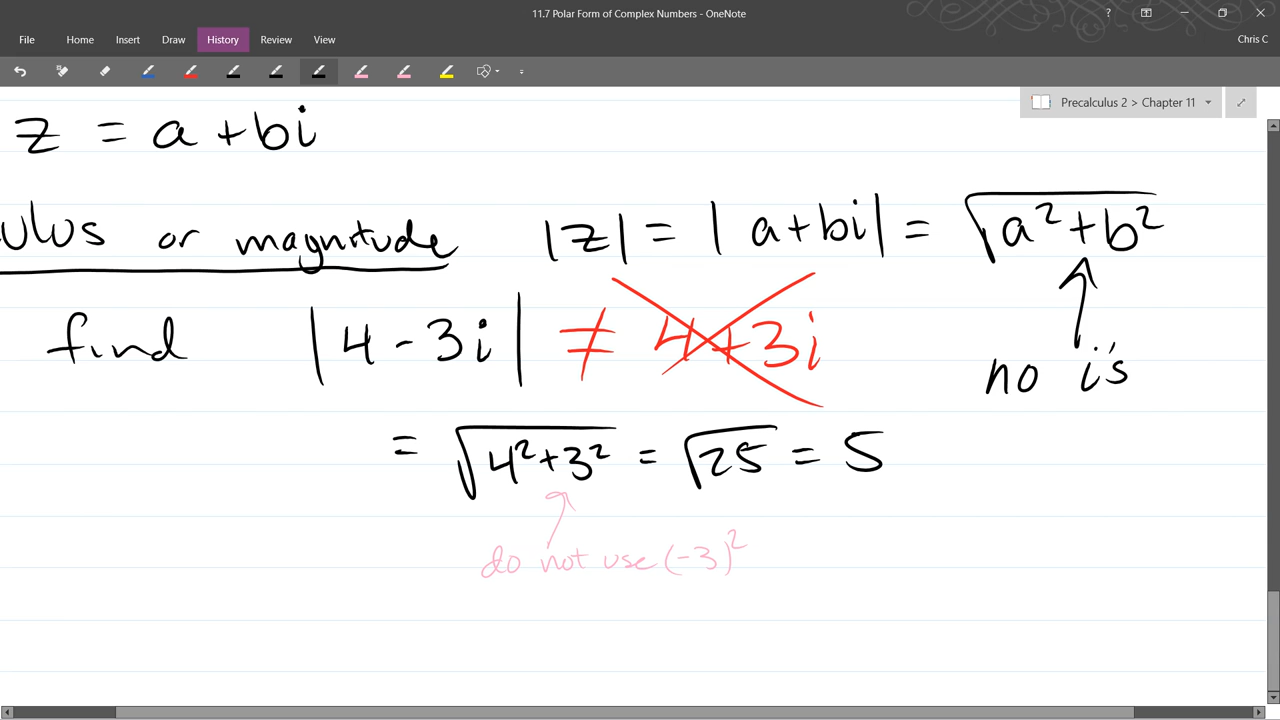 11.7 Polar Form of Complex Numbers - OneNote
?
File Home Insert Draw History Review View
Chris C
Precalculus 2 > Chapter 11
z = a + bi
ulus or magnitude |z| = |a+bi| = √(a²+b²)
find |4 - 3i| ≠ 4+3i
no i's
= √(4²+3²) = √25 = 5
do not use (-3)²